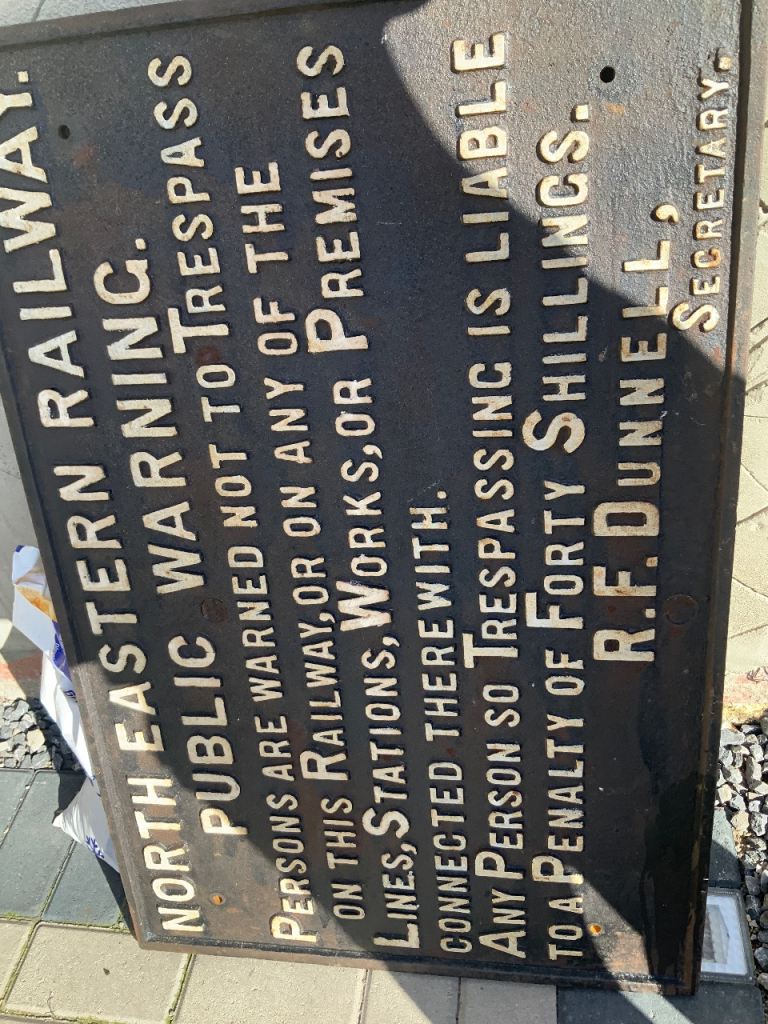 NORTH EASTERN RAILWAY.
PUBLIC WARNING.
PERSONS ARE WARNED NOT TO TRESPASS
ON THIS RAILWAY, OR ON ANY OF THE
LINES, STATIONS, WORKS, OR PREMISES
CONNECTED THEREWITH.
ANY PERSON SO TRESPASSING IS LIABLE
TO A PENALTY OF FORTY SHILLINGS.
R.F. DUNNELL,
SECRETARY.